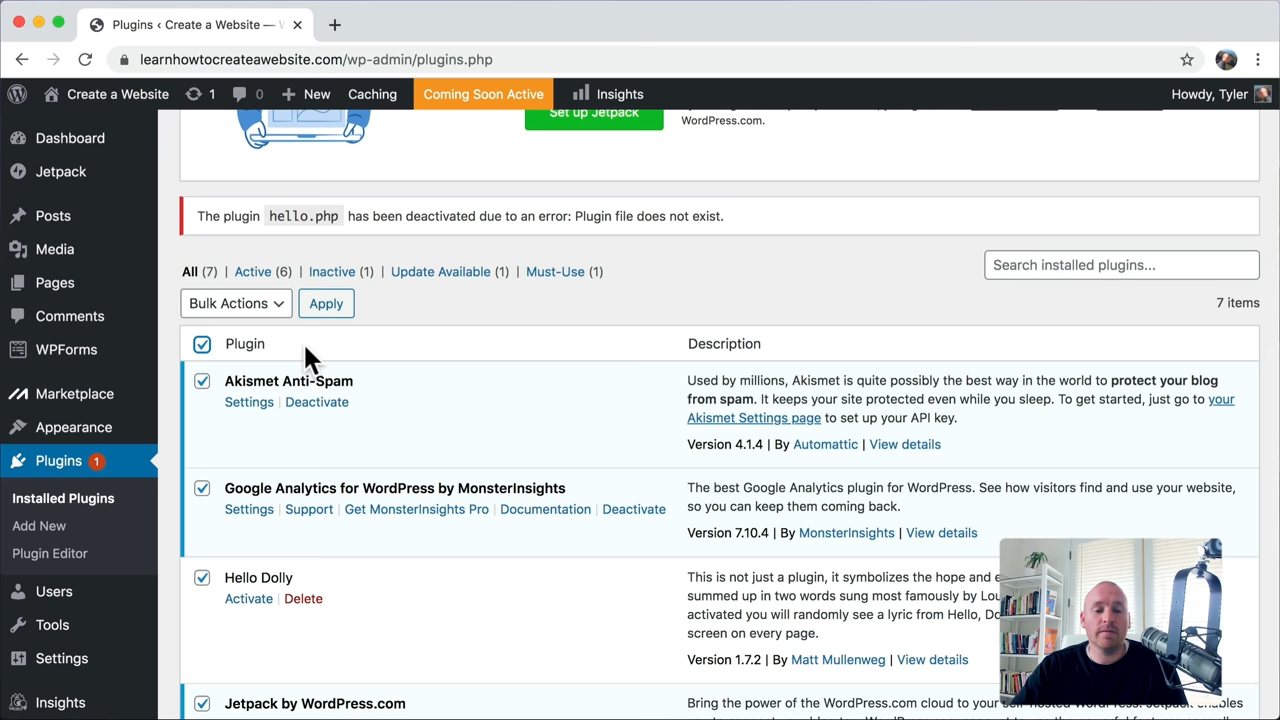 Plugins ‹ Create a Website —
learnhowtocreateawebsite.com/wp-admin/plugins.php
Create a Website 1 0 New Caching Coming Soon Active Insights Howdy, Tyler
Set up Jetpack
WordPress.com.
Dashboard
Jetpack
Posts
Media
Pages
Comments
WPForms
Marketplace
Appearance
Plugins 1
Installed Plugins
Add New
Plugin Editor
Users
Tools
Settings
Insights
The plugin hello.php has been deactivated due to an error: Plugin file does not exist.
All (7) | Active (6) | Inactive (1) | Update Available (1) | Must-Use (1)
Search installed plugins...
Bulk Actions Apply
7 items
Plugin Description
Akismet Anti-Spam
Settings | Deactivate
Used by millions, Akismet is quite possibly the best way in the world to protect your blog
from spam. It keeps your site protected even while you sleep. To get started, just go to your
Akismet Settings page to set up your API key.
Version 4.1.4 | By Automattic | View details
Google Analytics for WordPress by MonsterInsights
Settings | Support | Get MonsterInsights Pro | Documentation | Deactivate
The best Google Analytics plugin for WordPress. See how visitors find and use your website,
so you can keep them coming back.
Version 7.10.4 | By MonsterInsights | View details
Hello Dolly
Activate | Delete
This is not just a plugin, it symbolizes the hope and
summed up in two words sung most famously by
activated you will randomly see a lyric from Hello,
screen on every page.
Version 1.7.2 | By Matt Mullenweg | View details
Jetpack by WordPress.com
Bring the power of the WordPress.com cloud to your self-hosted WordPress. Jetpack enables